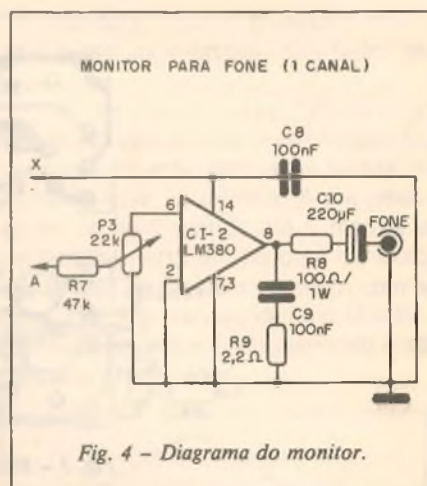 MONITOR PARA FONE (1 CANAL)
C8
100nF
X
C10
220µF
FONE
P3
22k
6
14
CI-2
LM380
8
A
R7
47k
2
7,3
R8
100Ω/
1W
C9
100nF
R9
2,2Ω
Fig. 4 – Diagrama do monitor.